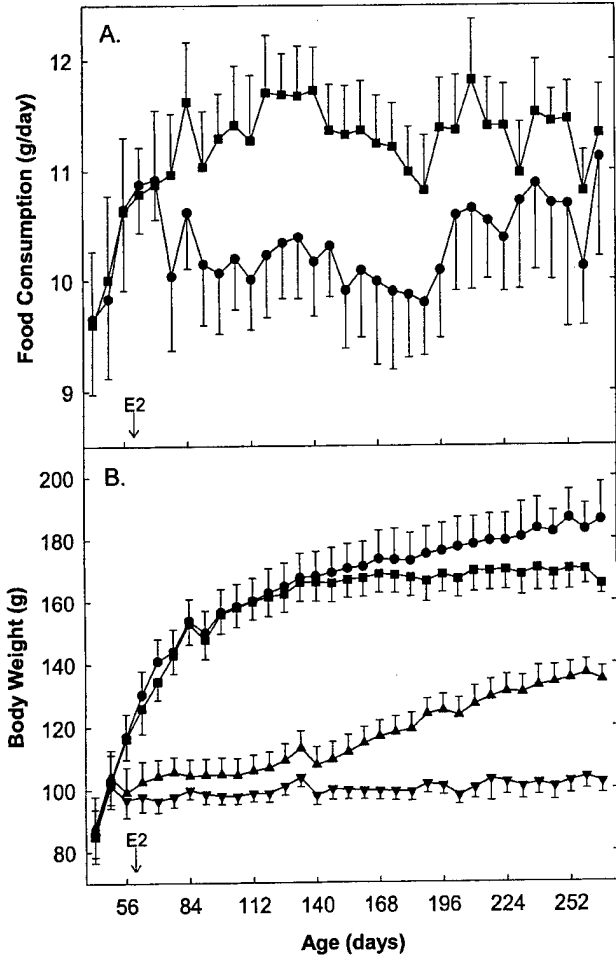 A.
12
11
10
9
Food Consumption (g/day)
E2
B.
200
180
160
140
120
100
80
Body Weight (g)
E2
56 84 112 140 168 196 224 252
Age (days)